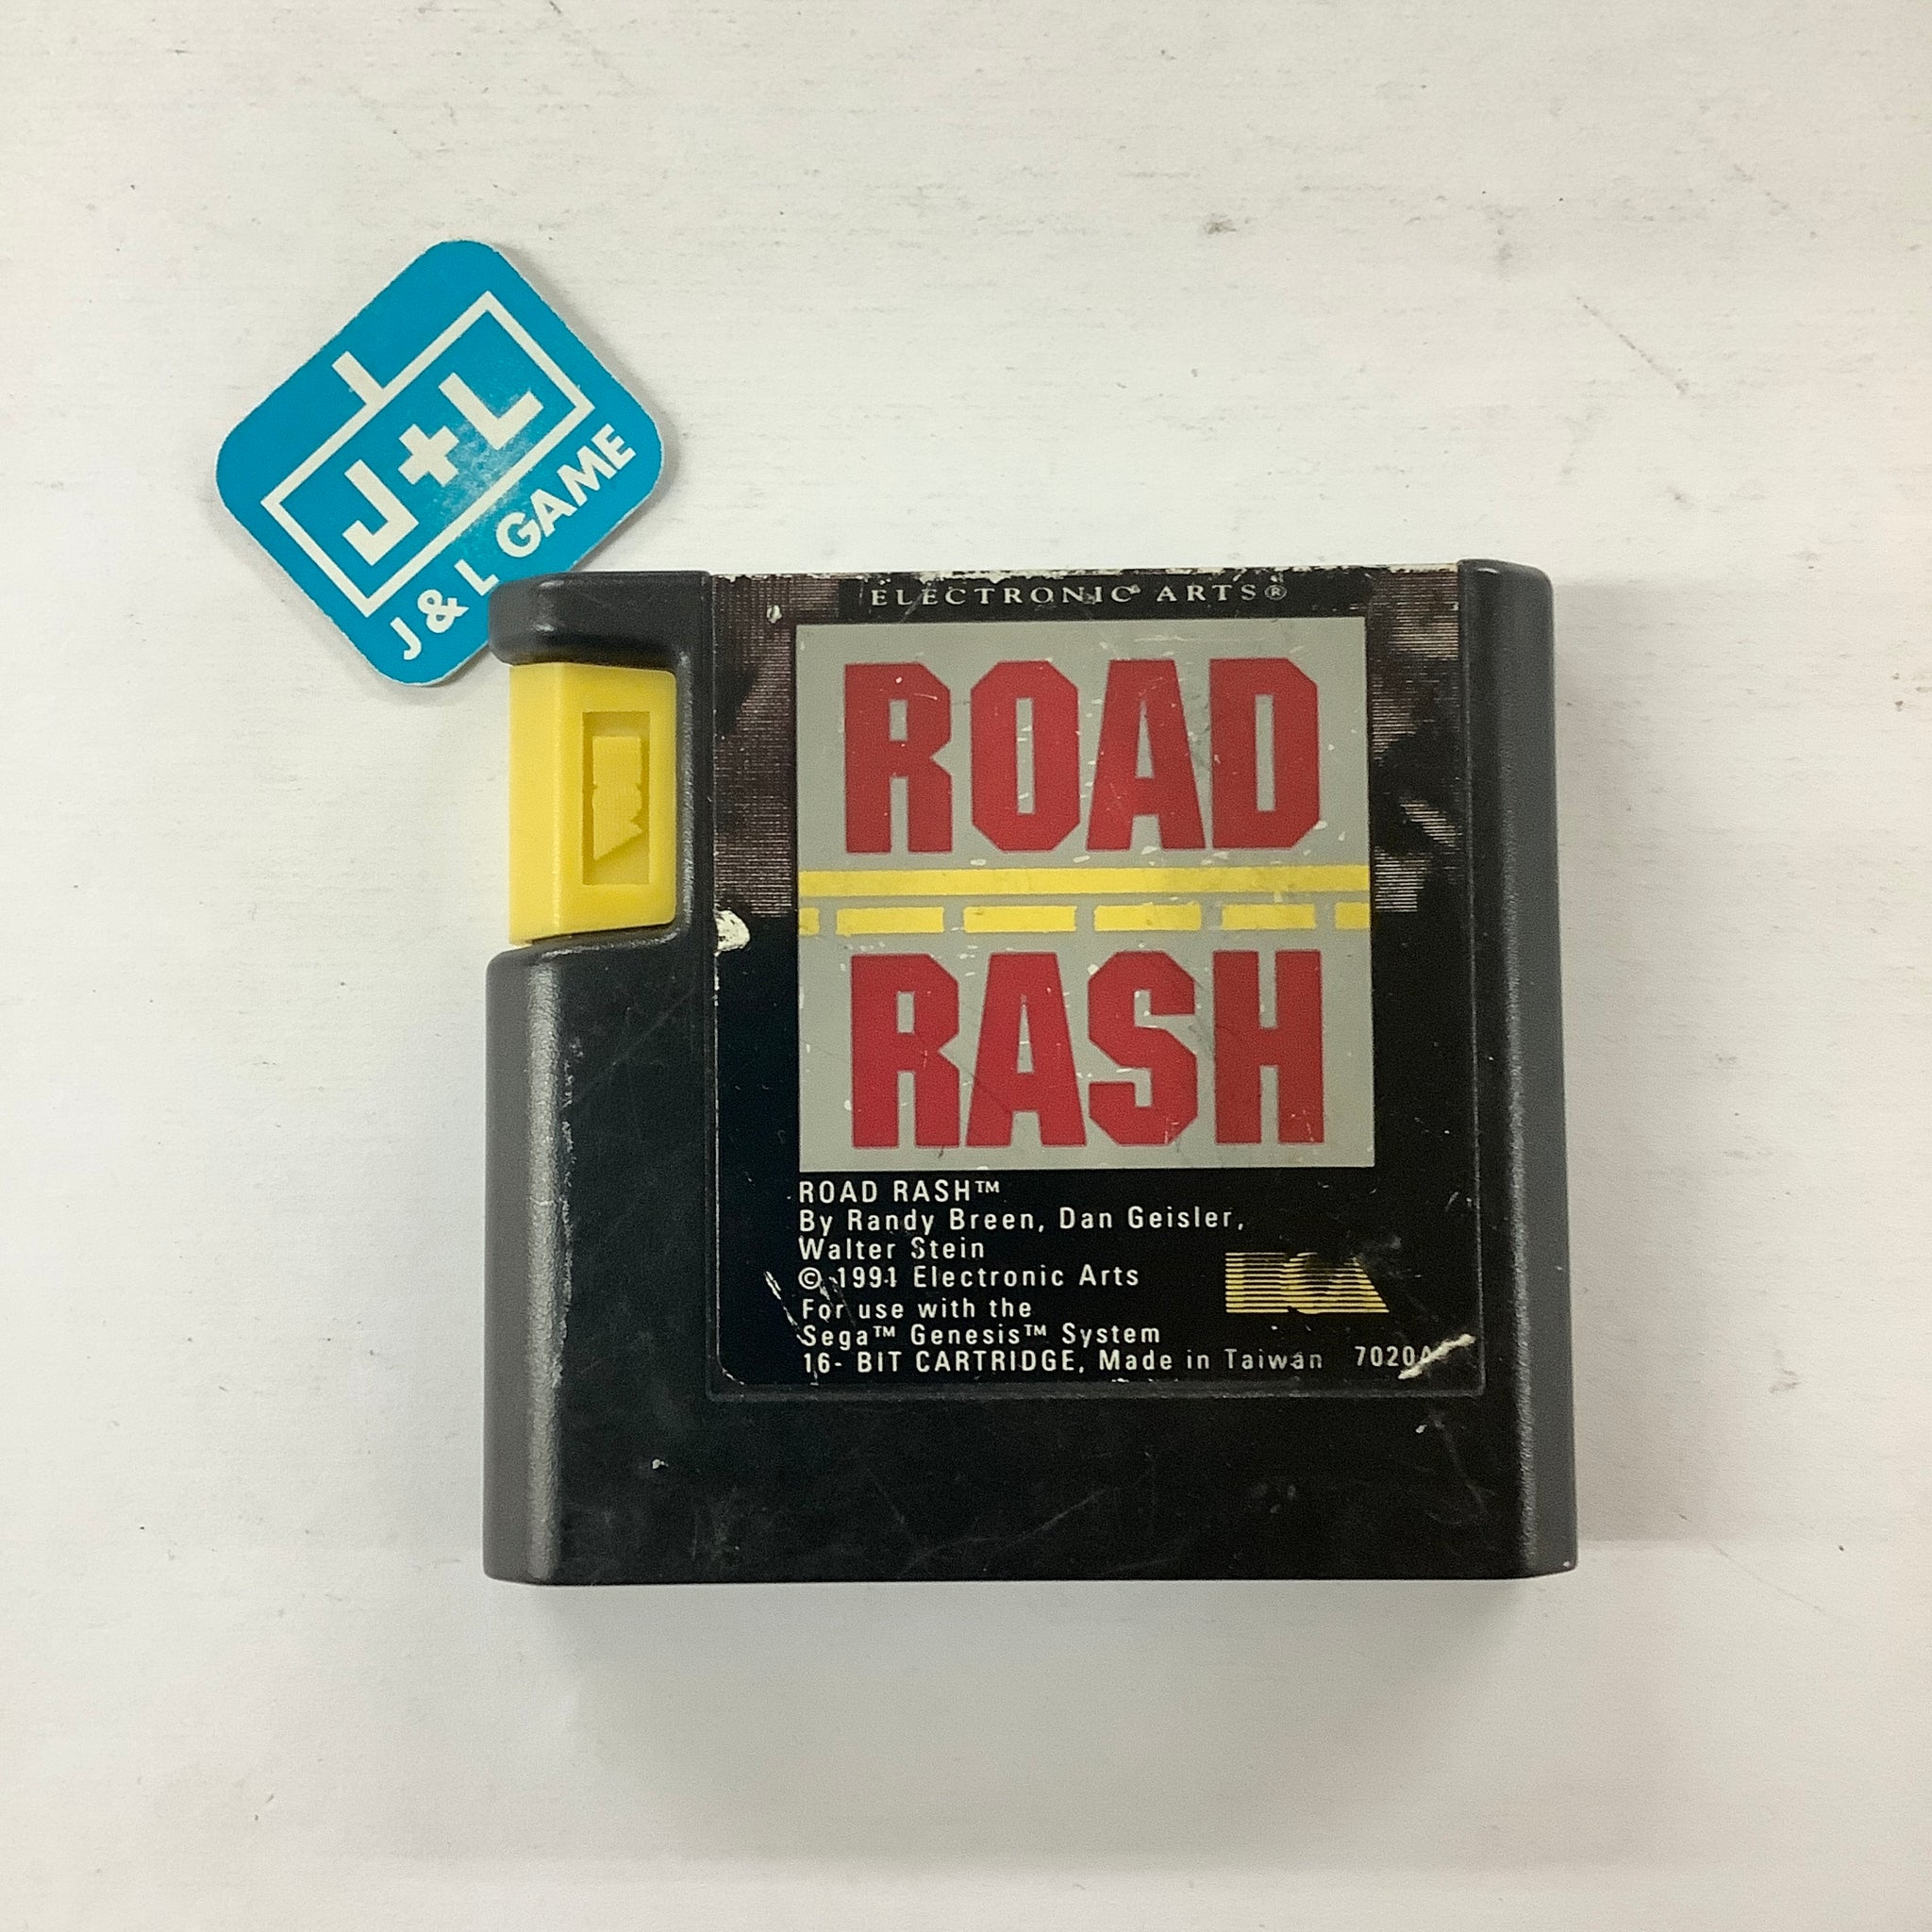 J+L
J & L GAME
ELECTRONIC ARTS®
ROAD
RASH
ROAD RASH™
By Randy Breen, Dan Geisler,
Walter Stein
© 1991 Electronic Arts
For use with the
Sega™ Genesis™ System
16- BIT CARTRIDGE, Made in Taiwan
EA